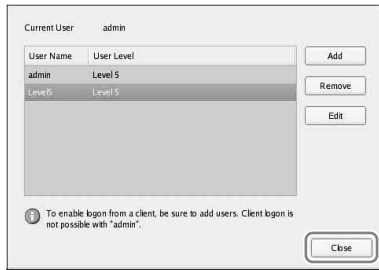 Current User admin
User Name User Level
admin Level 5
Level5 Level 5
Add
Remove
Edit
To enable logon from a client, be sure to add users. Client logon is
not possible with "admin".
Close